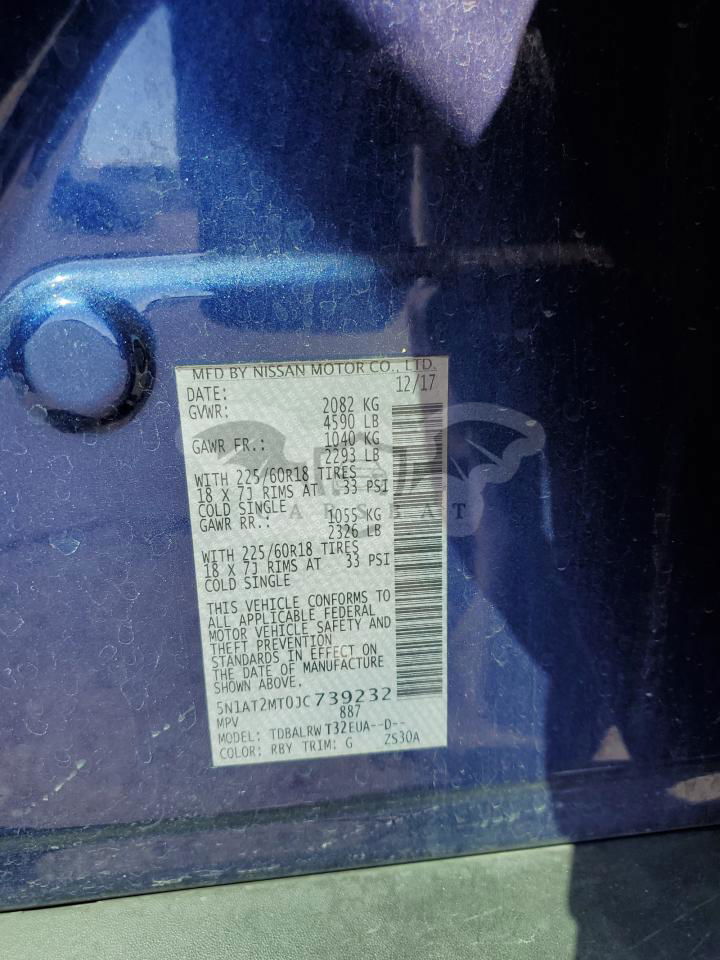 MFD BY NISSAN MOTOR CO., LTD.
DATE: 12/17
GVWR: 2082 KG
4590 LB
GAWR FR.: 1040 KG
2293 LB
WITH 225/60R18 TIRES
18 X 7J RIMS AT 33 PSI
COLD SINGLE
GAWR RR.: 1055 KG
2326 LB
WITH 225/60R18 TIRES
18 X 7J RIMS AT 33 PSI
COLD SINGLE
THIS VEHICLE CONFORMS TO
ALL APPLICABLE FEDERAL
MOTOR VEHICLE SAFETY AND
THEFT PREVENTION
STANDARDS IN EFFECT ON
THE DATE OF MANUFACTURE
SHOWN ABOVE.
5N1AT2MT0JC739232
MPV 887
MODEL: TDBALRW T32EUA--D--
COLOR: RBY TRIM: G ZS30A